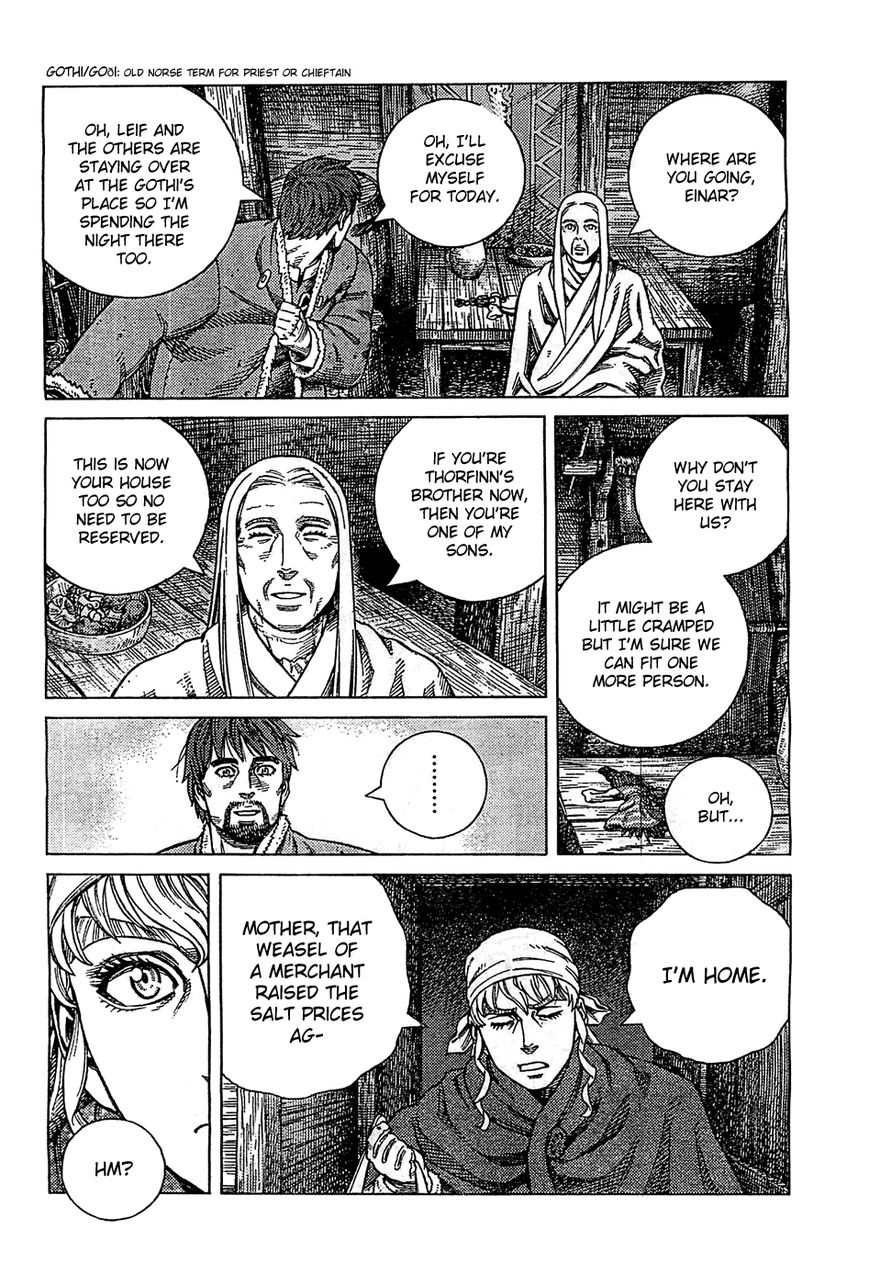 GOTHI/GOðI: OLD NORSE TERM FOR PRIEST OR CHIEFTAIN
WHERE ARE
YOU GOING,
EINAR?
OH, I'LL
EXCUSE
MYSELF
FOR TODAY.
OH, LEIF AND
THE OTHERS ARE
STAYING OVER
AT THE GOTHI'S
PLACE SO I'M
SPENDING THE
NIGHT THERE
TOO.
WHY DON'T
YOU STAY
HERE WITH
US?
IT MIGHT BE A
LITTLE CRAMPED
BUT I'M SURE WE
CAN FIT ONE
MORE PERSON.
OH,
BUT...
IF YOU'RE
THORFINN'S
BROTHER NOW,
THEN YOU'RE
ONE OF MY
SONS.
THIS IS NOW
YOUR HOUSE
TOO SO NO
NEED TO BE
RESERVED.
........
I'M HOME.
MOTHER, THAT
WEASEL OF
A MERCHANT
RAISED THE
SALT PRICES
AG-
HM?